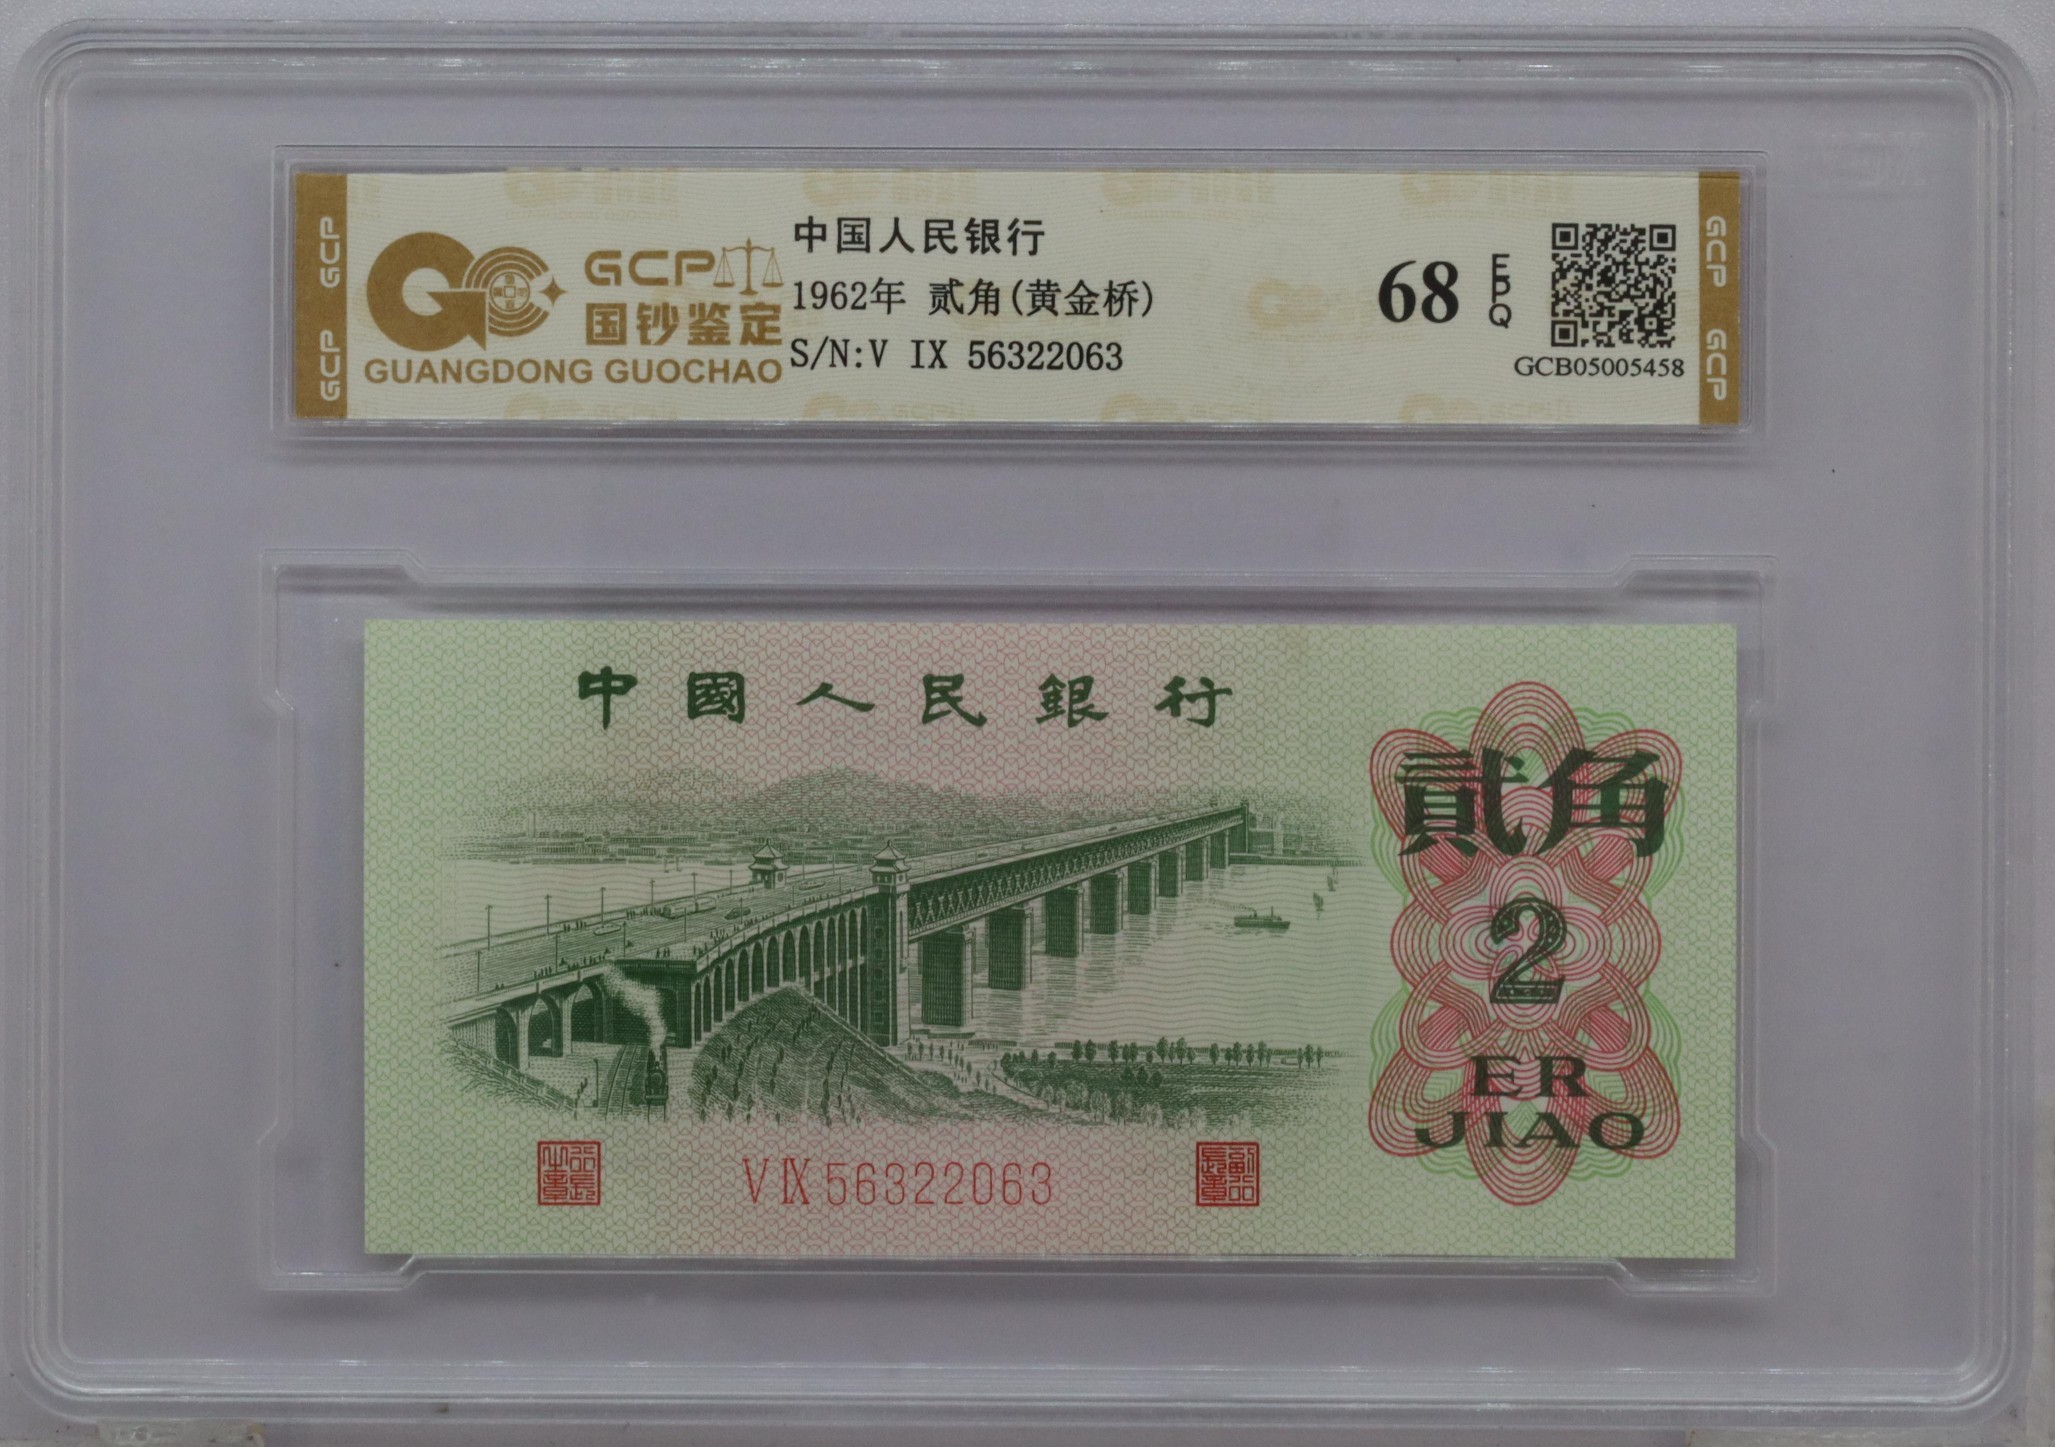 GCP
GCP
GCP
国钞鉴定
GUANGDONG GUOCHAO
中国人民银行
1962年 贰角(黄金桥)
S/N:V IX 56322063
68
EPQ
GCB05005458
GCP
GCP
中國人民銀行
貳角
2
ER
JIAO
V IX 56322063